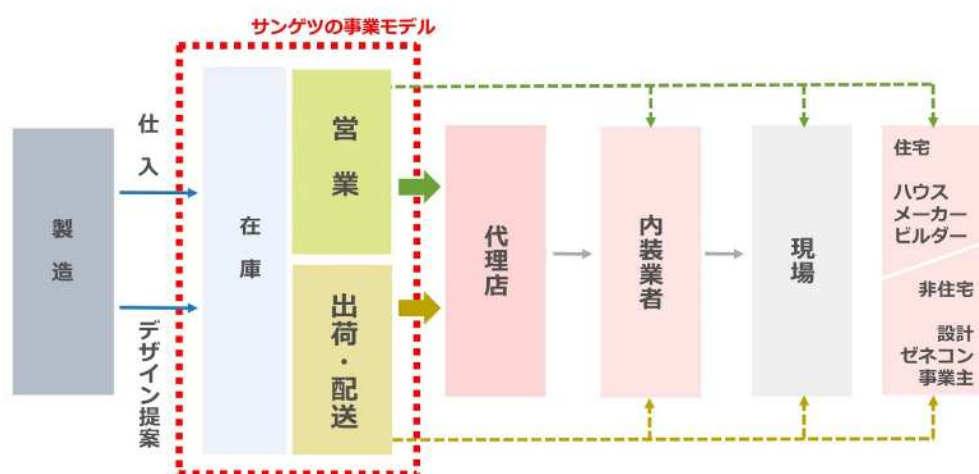 サンゲツの事業モデル
製造
仕入
デザイン提案
在庫
営業
出荷・配送
代理店
内装業者
現場
住宅
ハウス
メーカー
ビルダー
非住宅
設計
ゼネコン
事業主